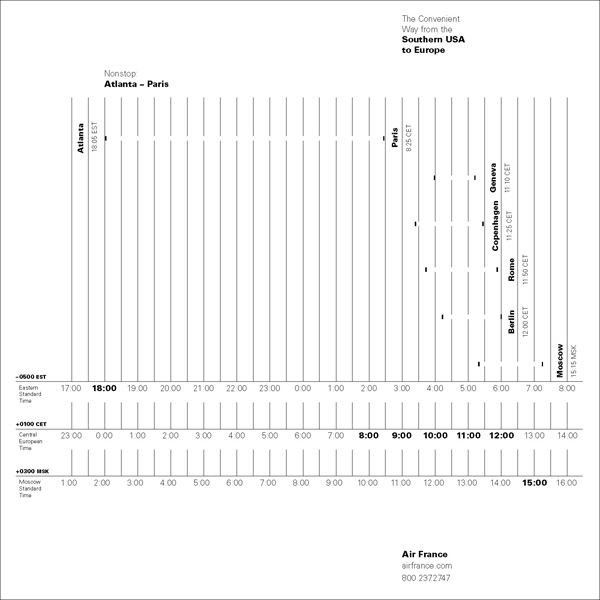 The Convenient
Way from the
Southern USA
to Europe
Nonstop
Atlanta – Paris
Atlanta
18:05 EST
Paris
8:25 CET
Geneva
11:10 CET
Copenhagen
11:25 CET
Rome
11:50 CET
Berlin
12:00 CET
Moscow
15:15 MSK
–0500 EST
Eastern
Standard
Time
17:00 18:00 19:00 20:00 21:00 22:00 23:00 0:00 1:00 2:00 3:00 4:00 5:00 6:00 7:00 8:00
+0100 CET
Central
European
Time
23:00 0:00 1:00 2:00 3:00 4:00 5:00 6:00 7:00 8:00 9:00 10:00 11:00 12:00 13:00 14:00
+0300 MSK
Moscow
Standard
Time
1:00 2:00 3:00 4:00 5:00 6:00 7:00 8:00 9:00 10:00 11:00 12:00 13:00 14:00 15:00 16:00
Air France
airfrance.com
800.237.2747